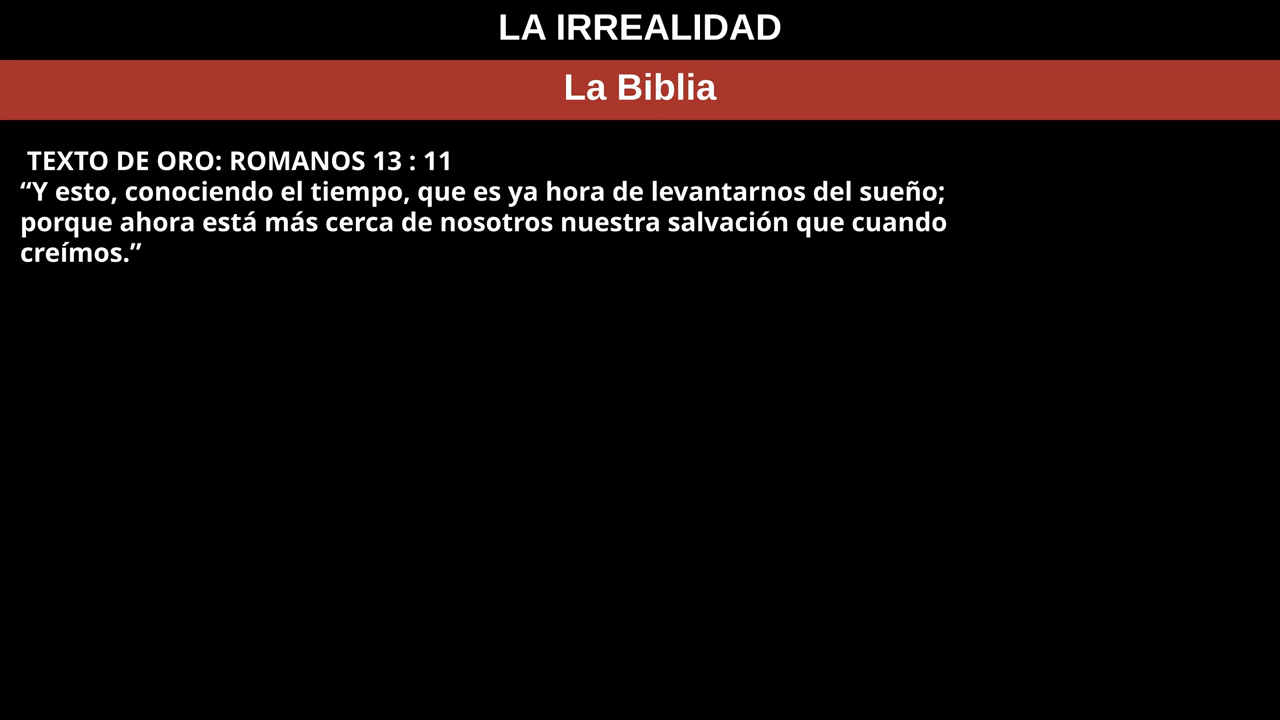 LA IRREALIDAD
La Biblia
TEXTO DE ORO: ROMANOS 13 : 11
“Y esto, conociendo el tiempo, que es ya hora de levantarnos del sueño;
porque ahora está más cerca de nosotros nuestra salvación que cuando
creímos.”